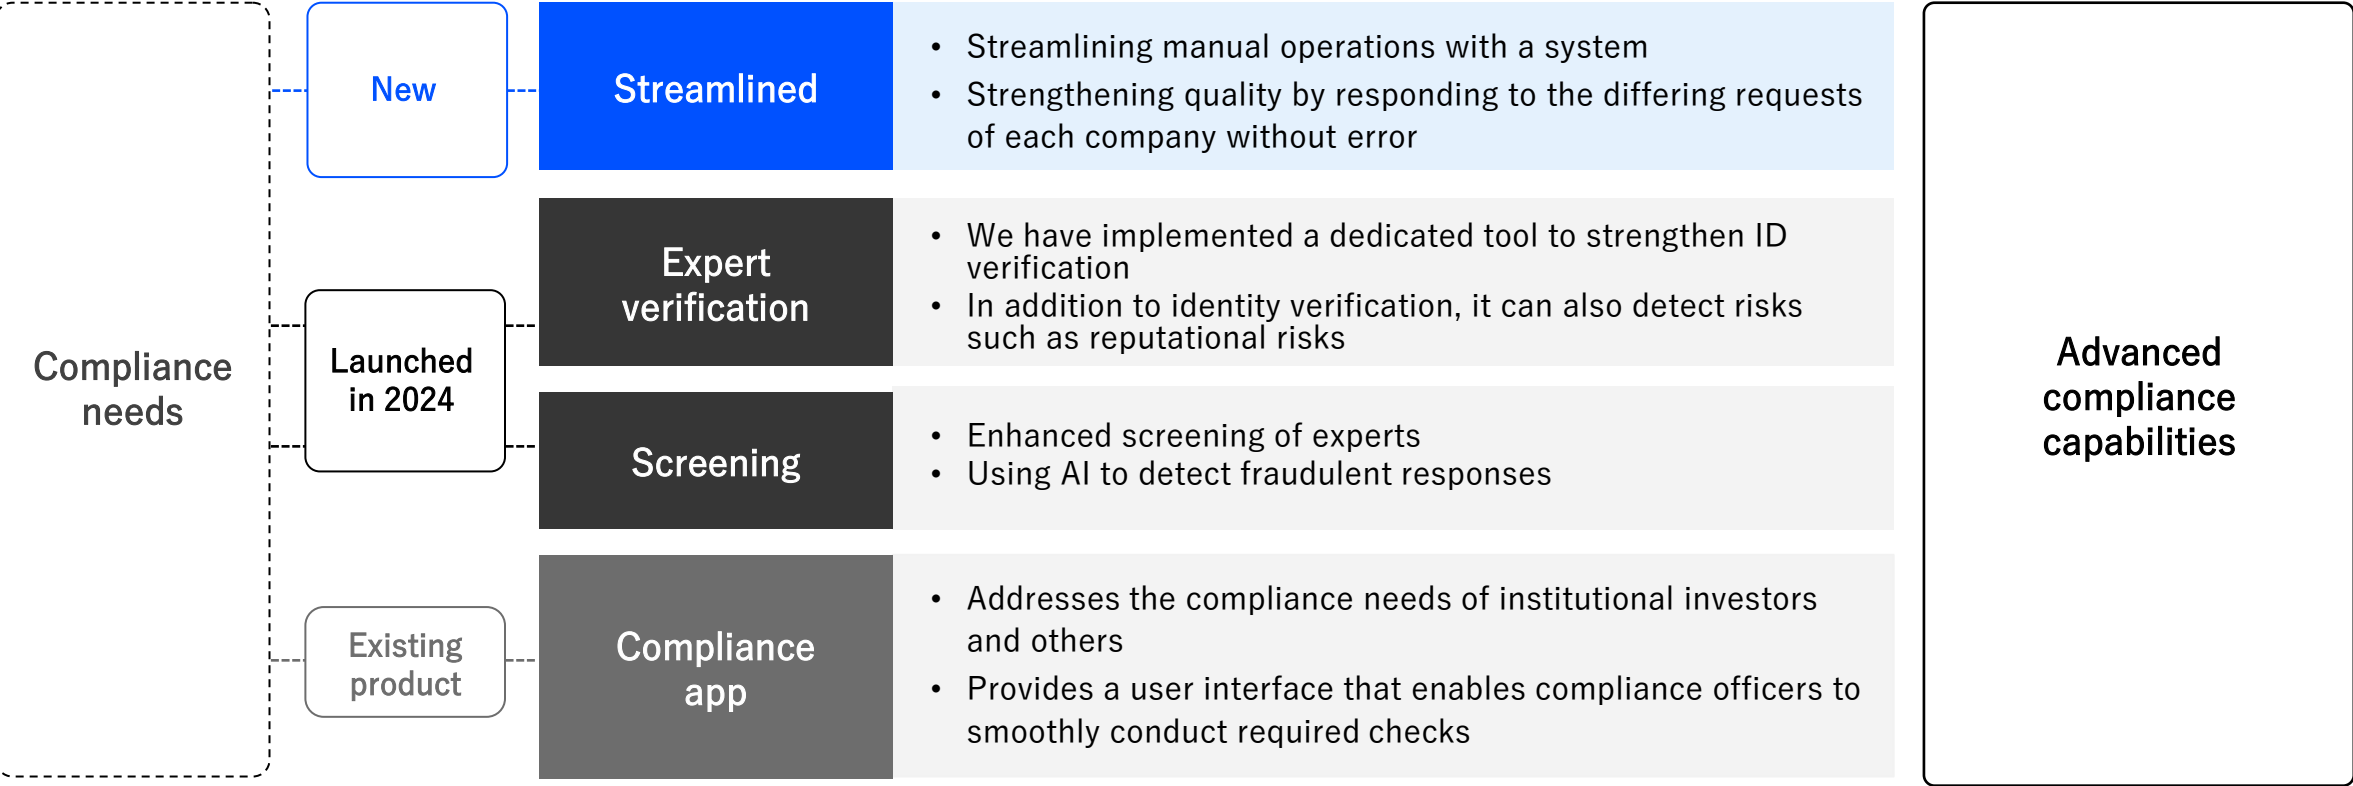 Compliance
needs
New
Streamlined
• Streamlining manual operations with a system
• Strengthening quality by responding to the differing requests
of each company without error
Launched
in 2024
Expert
verification
• We have implemented a dedicated tool to strengthen ID
verification
• In addition to identity verification, it can also detect risks
such as reputational risks
Screening
• Enhanced screening of experts
• Using AI to detect fraudulent responses
Existing
product
Compliance
app
• Addresses the compliance needs of institutional investors
and others
• Provides a user interface that enables compliance officers to
smoothly conduct required checks
Advanced
compliance
capabilities